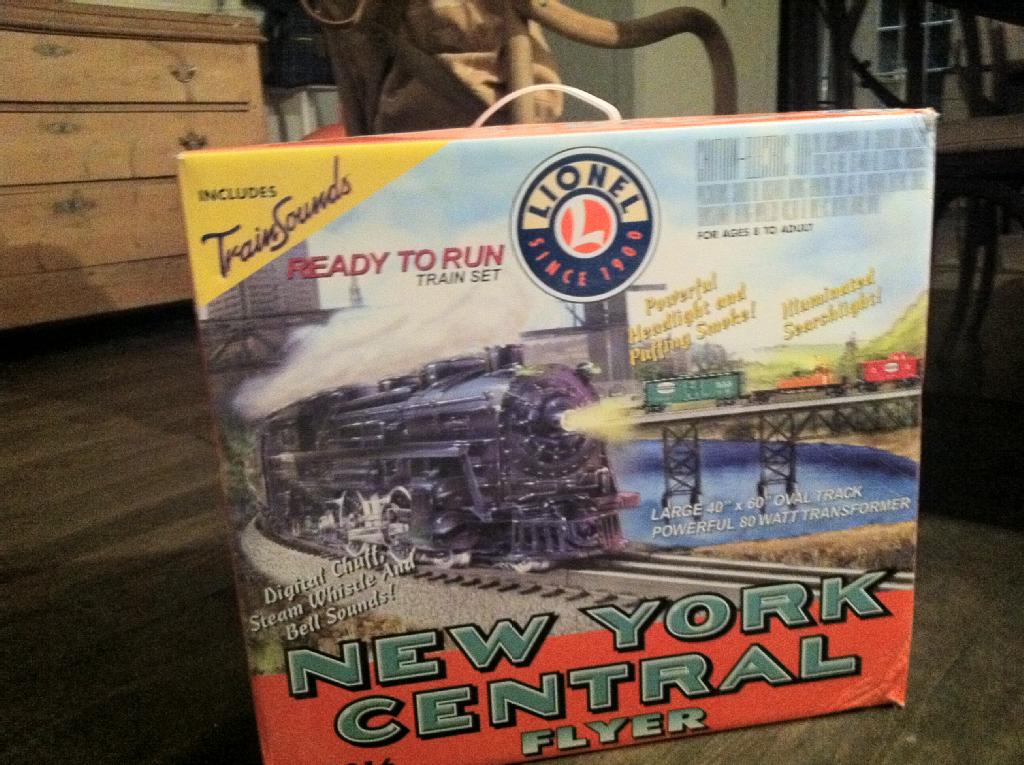 INCLUDES
TrainSounds
READY TO RUN
TRAIN SET
LIONEL
L
SINCE 1900
FOR AGES 8 TO ADULT
Powerful
Headlight and
Puffing Smoke!
Illuminated
Searchlight!
LARGE 40" x 60" OVAL TRACK
POWERFUL 80 WATT TRANSFORMER
Digital Chuff,
Steam Whistle And
Bell Sounds!
NEW YORK
CENTRAL
FLYER